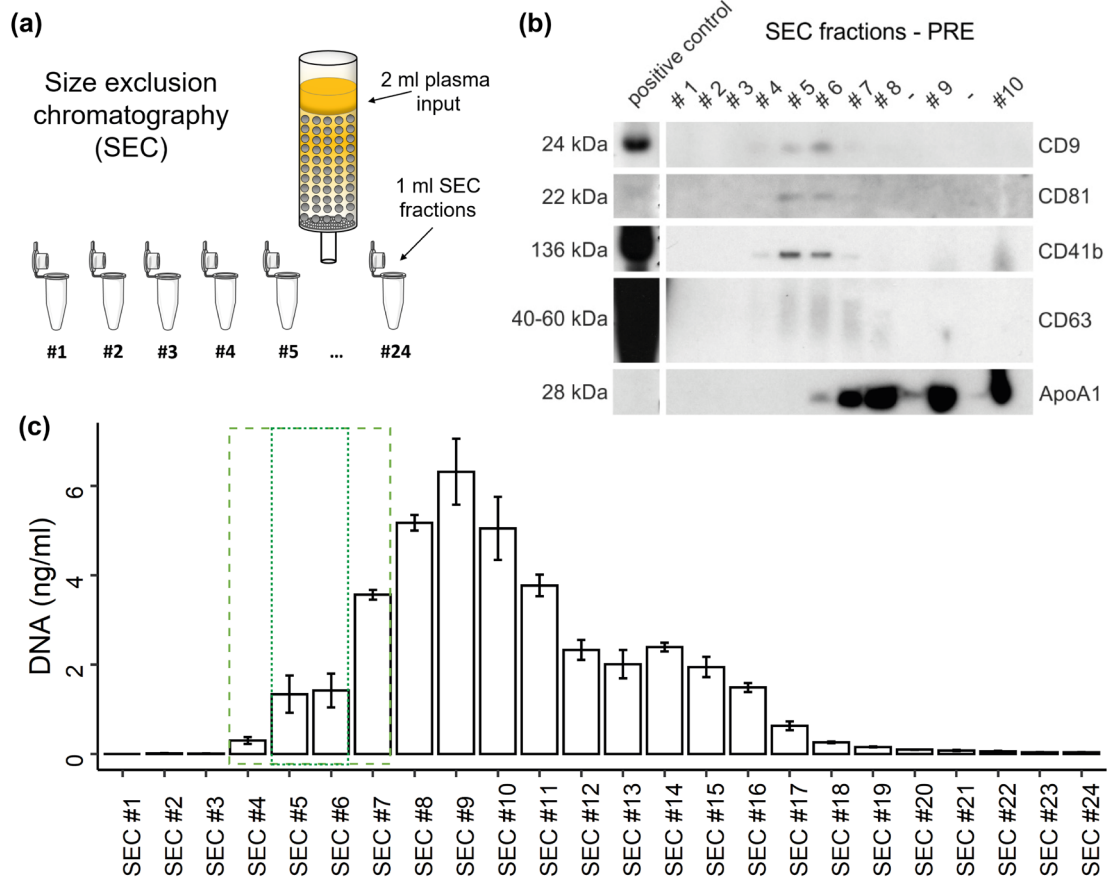 (a)
Size exclusion
chromatography
(SEC)
2 ml plasma
input
1 ml SEC
fractions
#1 #2 #3 #4 #5 ... #24
(b)
SEC fractions - PRE
positive control # 1 # 2 # 3 # 4 # 5 # 6 # 7 # 8 - # 9 - #10
24 kDa CD9
22 kDa CD81
136 kDa CD41b
40-60 kDa CD63
28 kDa ApoA1
(c)
DNA (ng/ml)
6
4
2
0
SEC #1 SEC #2 SEC #3 SEC #4 SEC #5 SEC #6 SEC #7 SEC #8 SEC #9 SEC #10 SEC #11 SEC #12 SEC #13 SEC #14 SEC #15 SEC #16 SEC #17 SEC #18 SEC #19 SEC #20 SEC #21 SEC #22 SEC #23 SEC #24